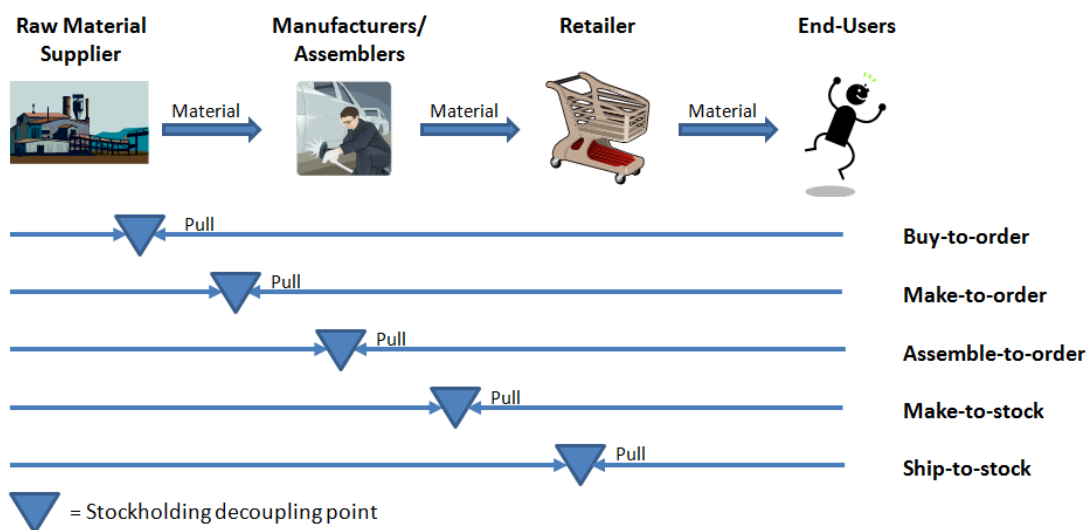 Raw Material
Supplier
Manufacturers/
Assemblers
Retailer
End-Users
Material
Material
Material
Pull
Buy-to-order
Pull
Make-to-order
Pull
Assemble-to-order
Pull
Make-to-stock
Pull
Ship-to-stock
= Stockholding decoupling point